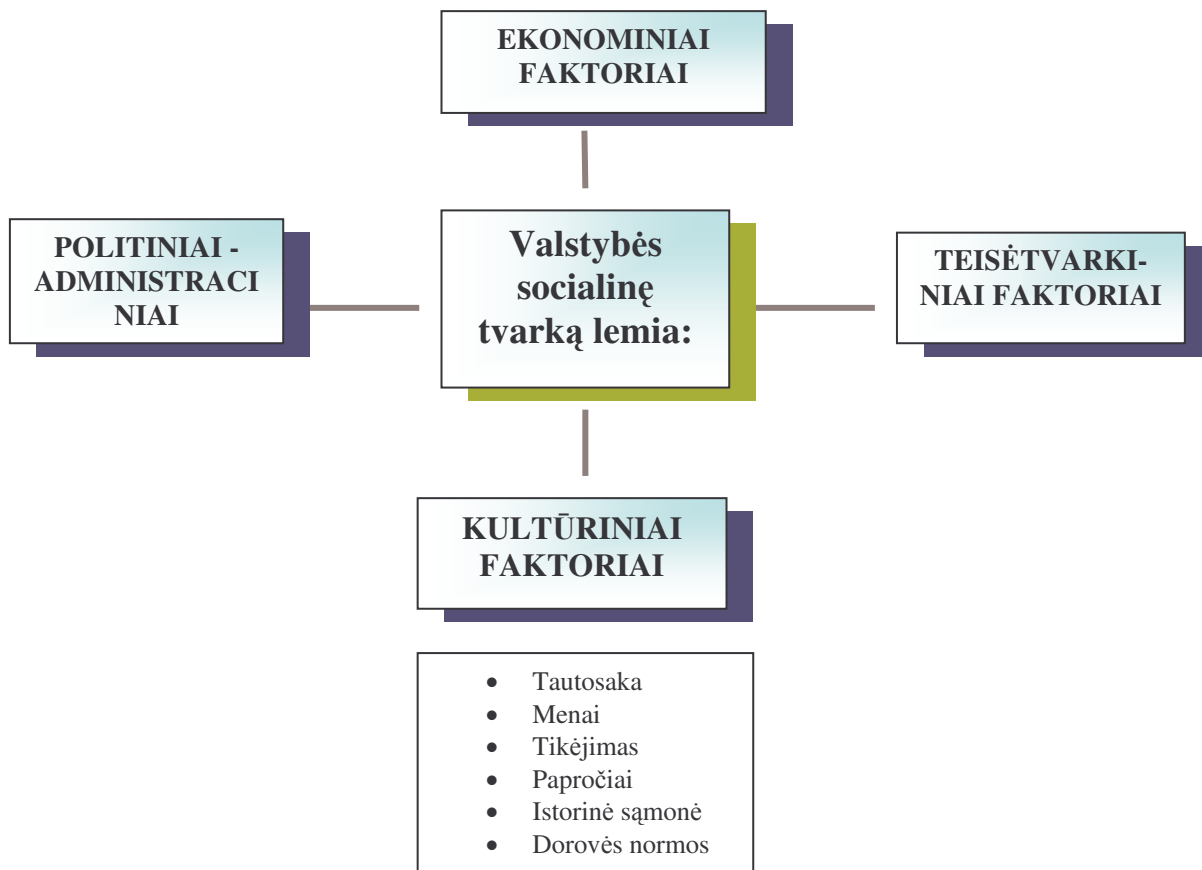 EKONOMINIAI
FAKTORIAI
POLITINIAI -
ADMINISTRACI
NIAI
Valstybės
socialinę
tvarką lemia:
TEISĖTVARKI-
NIAI FAKTORIAI
KULTŪRINIAI
FAKTORIAI
• Tautosaka
• Menai
• Tikėjimas
• Papročiai
• Istorinė sąmonė
• Dorovės normos